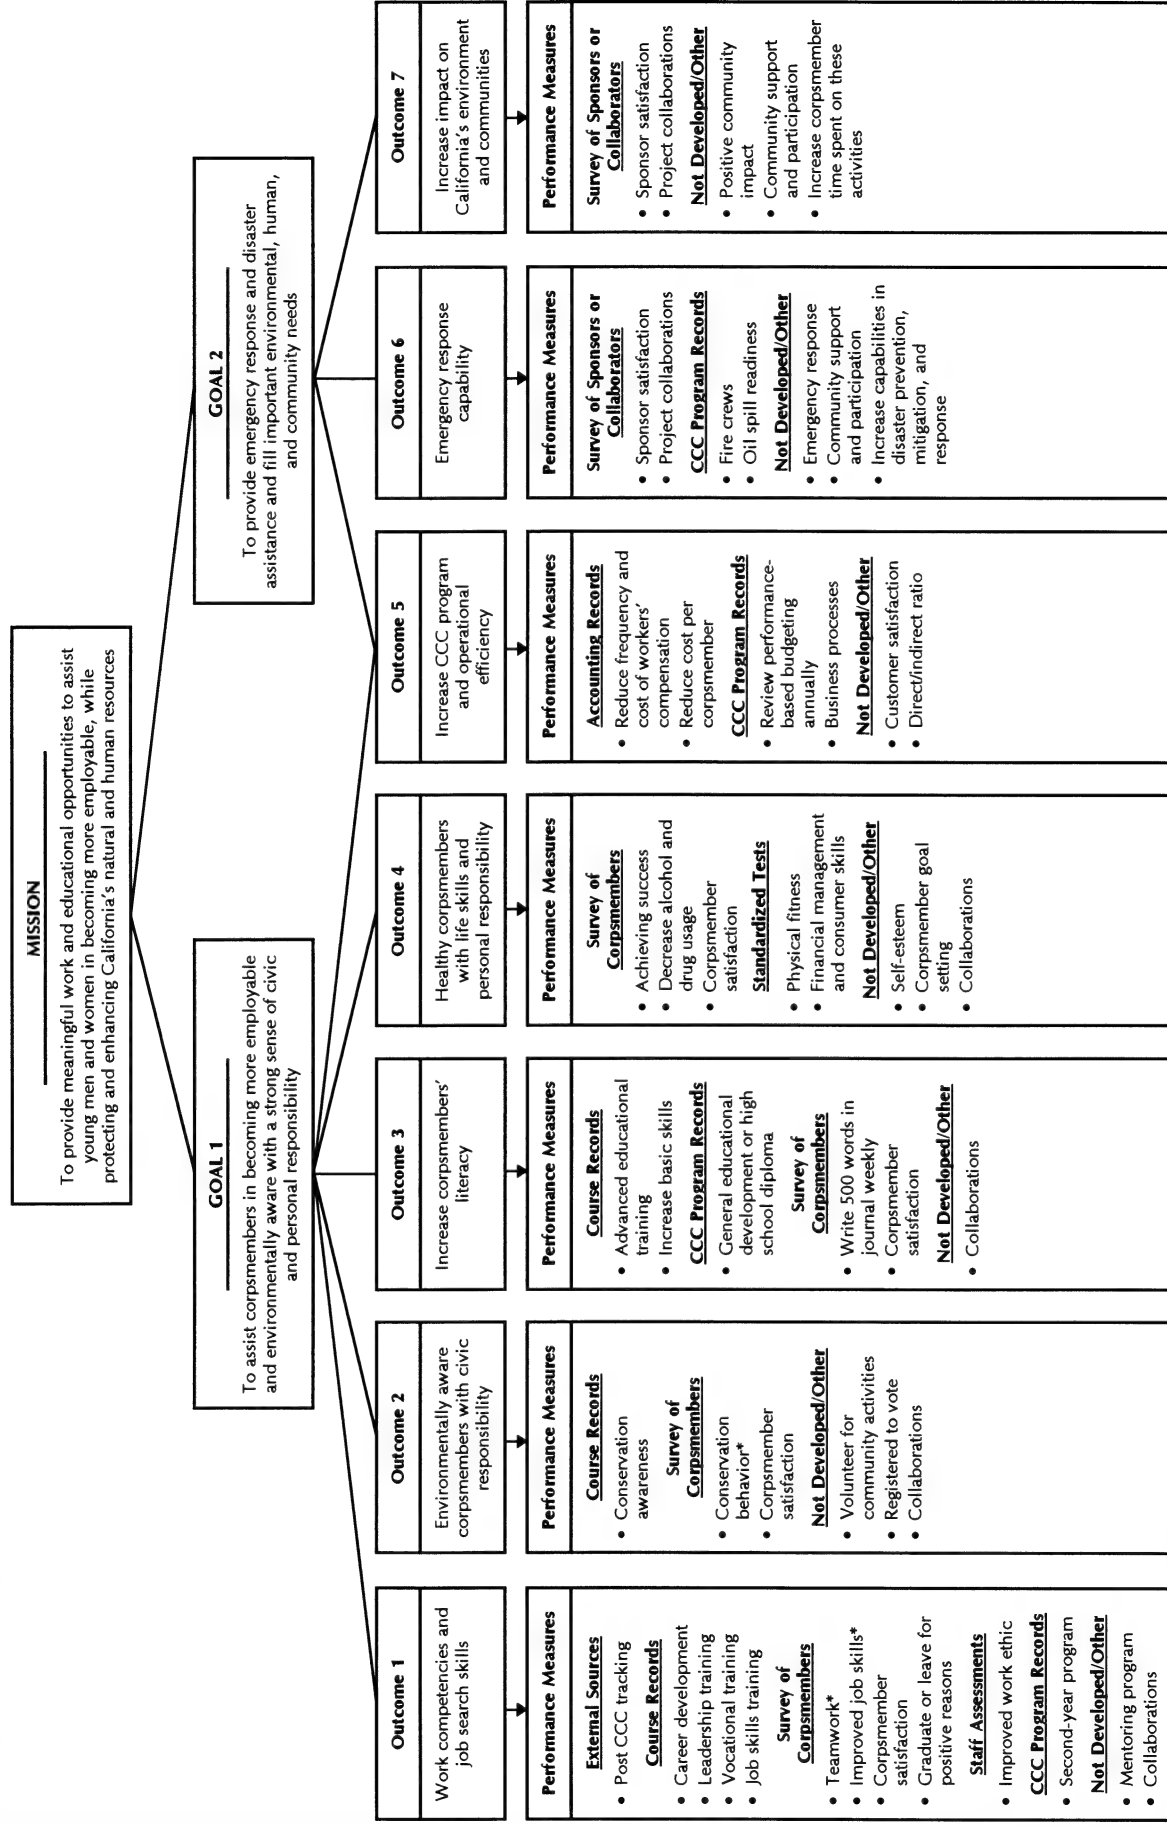 MISSION
To provide meaningful work and educational opportunities to assist
young men and women in becoming more employable, while
protecting and enhancing California's natural and human resources
GOAL 1
To assist corpsmembers in becoming more employable
and environmentally aware with a strong sense of civic
and personal responsibility
GOAL 2
To provide emergency response and disaster
assistance and fill important environmental, human,
and community needs
Outcome 1
Work competencies and
job search skills
Performance Measures
External Sources
• Post CCC tracking
Course Records
• Career development
• Leadership training
• Vocational training
• Job skills training
Survey of
Corpsmembers
• Teamwork*
• Improved job skills*
• Corpsmember
satisfaction
• Graduate or leave for
positive reasons
Staff Assessments
• Improved work ethic
CCC Program Records
• Second-year program
Not Developed/Other
• Mentoring program
• Collaborations
Outcome 2
Environmentally aware
corpsmembers with civic
responsibility
Performance Measures
Course Records
• Conservation
awareness
Survey of
Corpsmembers
• Conservation
behavior*
• Corpsmember
satisfaction
Not Developed/Other
• Volunteer for
community activities
• Registered to vote
• Collaborations
Outcome 3
Increase corpsmembers'
literacy
Performance Measures
Course Records
• Advanced educational
training
• Increase basic skills
CCC Program Records
• General educational
development or high
school diploma
Survey of
Corpsmembers
• Write 500 words in
journal weekly
• Corpsmember
satisfaction
Not Developed/Other
• Collaborations
Outcome 4
Healthy corpsmembers
with life skills and
personal responsibility
Performance Measures
Survey of
Corpsmembers
• Achieving success
• Decrease alcohol and
drug usage
• Corpsmember
satisfaction
Standardized Tests
• Physical fitness
• Financial management
and consumer skills
Not Developed/Other
• Self-esteem
• Corpsmember goal
setting
• Collaborations
Outcome 5
Increase CCC program
and operational
efficiency
Performance Measures
Accounting Records
• Reduce frequency and
cost of workers'
compensation
• Reduce cost per
corpsmember
CCC Program Records
• Review performance-
based budgeting
annually
• Business processes
Not Developed/Other
• Customer satisfaction
• Direct/indirect ratio
Outcome 6
Emergency response
capability
Performance Measures
Survey of Sponsors or
Collaborators
• Sponsor satisfaction
• Project collaborations
CCC Program Records
• Fire crews
• Oil spill readiness
Not Developed/Other
• Emergency response
• Community support
and participation
• Increase capabilities in
disaster prevention,
mitigation, and
response
Outcome 7
Increase impact on
California's environment
and communities
Performance Measures
Survey of Sponsors or
Collaborators
• Sponsor satisfaction
• Project collaborations
Not Developed/Other
• Positive community
impact
• Community support
and participation
• Increase corpsmember
time spent on these
activities